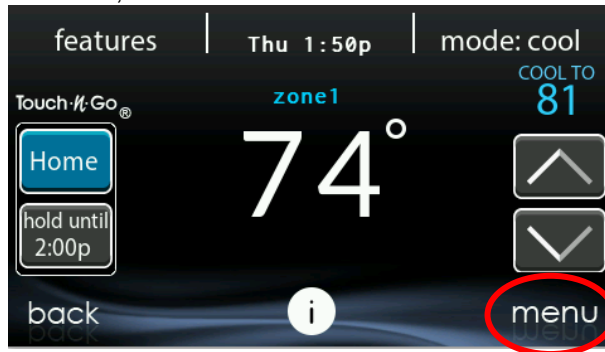 features Thu 1:50p mode: cool
COOL TO
Touch·N·Go® zone1 81
74°
Home
hold until
2:00p
back i menu